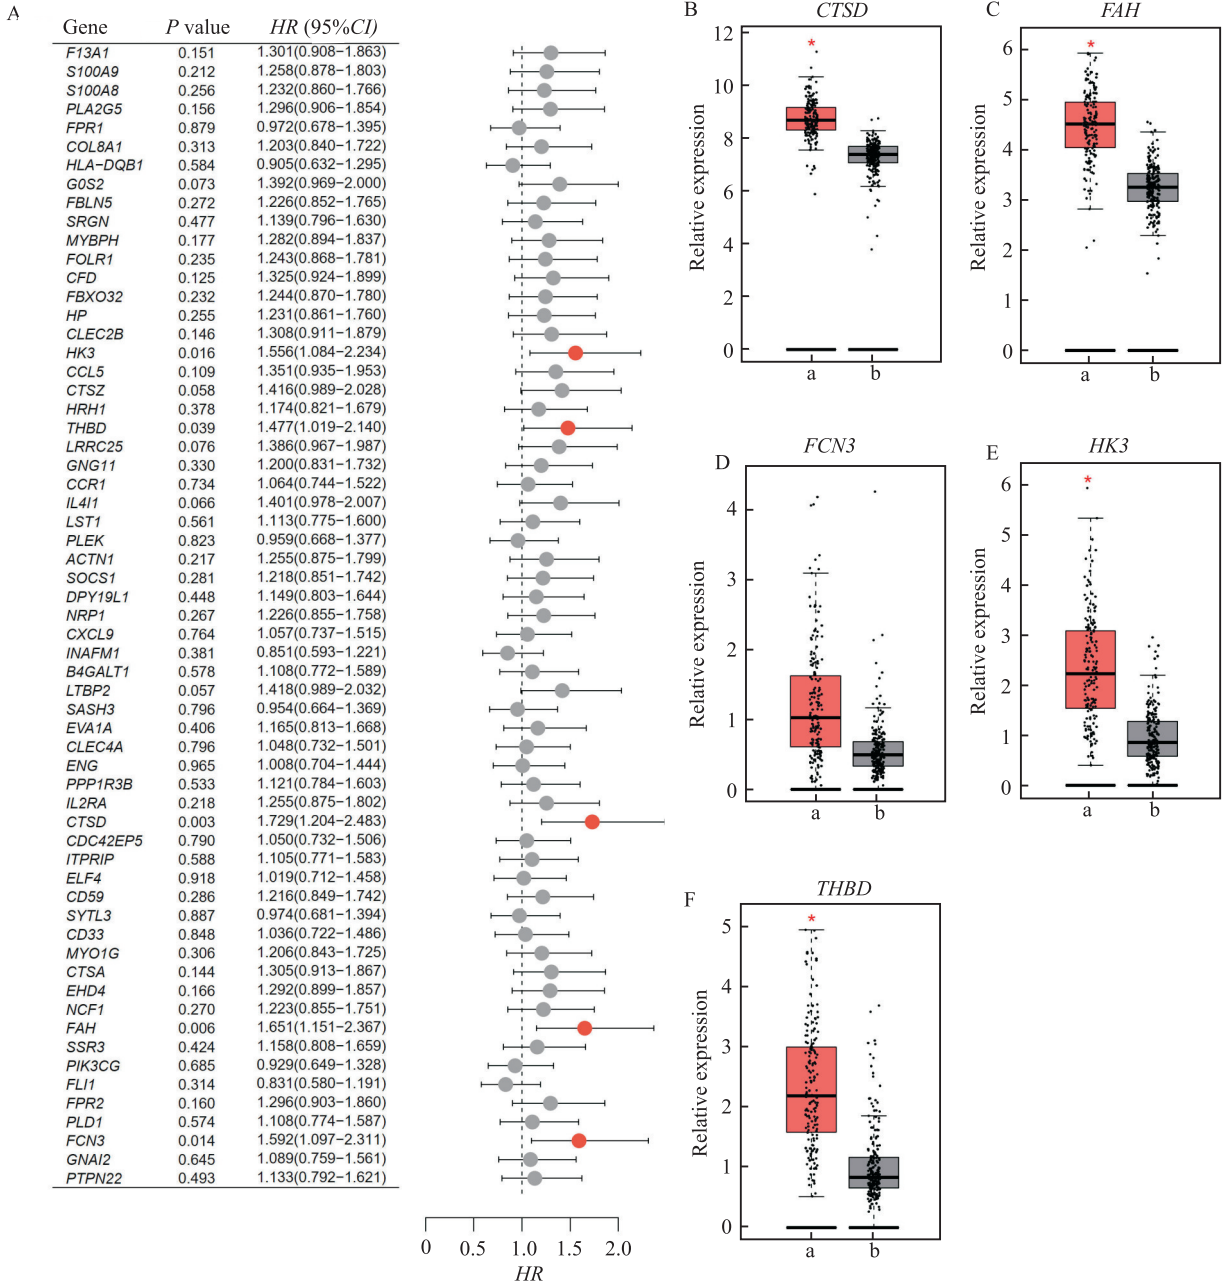 A
Gene P value HR (95%CI)
F13A1 0.151 1.301(0.908−1.863)
S100A9 0.212 1.258(0.878−1.803)
S100A8 0.256 1.232(0.860−1.766)
PLA2G5 0.156 1.296(0.906−1.854)
FPR1 0.879 0.972(0.678−1.395)
COL8A1 0.313 1.203(0.840−1.722)
HLA−DQB1 0.584 0.905(0.632−1.295)
G0S2 0.073 1.392(0.969−2.000)
FBLN5 0.272 1.226(0.852−1.765)
SRGN 0.477 1.139(0.796−1.630)
MYBPH 0.177 1.282(0.894−1.837)
FOLR1 0.235 1.243(0.868−1.781)
CFD 0.125 1.325(0.924−1.899)
FBXO32 0.232 1.244(0.870−1.780)
HP 0.255 1.231(0.861−1.760)
CLEC2B 0.146 1.308(0.911−1.879)
HK3 0.016 1.556(1.084−2.234)
CCL5 0.109 1.351(0.935−1.953)
CTSZ 0.058 1.416(0.989−2.028)
HRH1 0.378 1.174(0.821−1.679)
THBD 0.039 1.477(1.019−2.140)
LRRC25 0.076 1.386(0.967−1.987)
GNG11 0.330 1.200(0.831−1.732)
CCR1 0.734 1.064(0.744−1.522)
IL4I1 0.066 1.401(0.978−2.007)
LST1 0.561 1.113(0.775−1.600)
PLEK 0.823 0.959(0.668−1.377)
ACTN1 0.217 1.255(0.875−1.799)
SOCS1 0.281 1.218(0.851−1.742)
DPY19L1 0.448 1.149(0.803−1.644)
NRP1 0.267 1.226(0.855−1.758)
CXCL9 0.764 1.057(0.737−1.515)
INAFM1 0.381 0.851(0.593−1.221)
B4GALT1 0.578 1.108(0.772−1.589)
LTBP2 0.057 1.418(0.989−2.032)
SASH3 0.796 0.954(0.664−1.369)
EVA1A 0.406 1.165(0.813−1.668)
CLEC4A 0.796 1.048(0.732−1.501)
ENG 0.965 1.008(0.704−1.444)
PPP1R3B 0.533 1.121(0.784−1.603)
IL2RA 0.218 1.255(0.875−1.802)
CTSD 0.003 1.729(1.204−2.483)
CDC42EP5 0.790 1.050(0.732−1.506)
ITPRIP 0.588 1.105(0.771−1.583)
ELF4 0.918 1.019(0.712−1.458)
CD59 0.286 1.216(0.849−1.742)
SYTL3 0.887 0.974(0.681−1.394)
CD33 0.848 1.036(0.722−1.486)
MYO1G 0.306 1.206(0.843−1.725)
CTSA 0.144 1.305(0.913−1.867)
EHD4 0.166 1.292(0.899−1.857)
NCF1 0.270 1.223(0.855−1.751)
FAH 0.006 1.651(1.151−2.367)
SSR3 0.424 1.158(0.808−1.659)
PIK3CG 0.685 0.929(0.649−1.328)
FLI1 0.314 0.831(0.580−1.191)
FPR2 0.160 1.296(0.903−1.860)
PLD1 0.574 1.108(0.774−1.587)
FCN3 0.014 1.592(1.097−2.311)
GNAI2 0.645 1.089(0.759−1.561)
PTPN22 0.493 1.133(0.792−1.621)
0 0.5 1.0 1.5 2.0
HR
B
CTSD
Relative expression
12
10
8
6
4
2
0
*
a b
C
FAH
Relative expression
6
5
4
3
2
1
0
*
a b
D
FCN3
Relative expression
4
3
2
1
0
a b
E
HK3
Relative expression
6
5
4
3
2
1
0
*
a b
F
THBD
Relative expression
5
4
3
2
1
0
*
a b